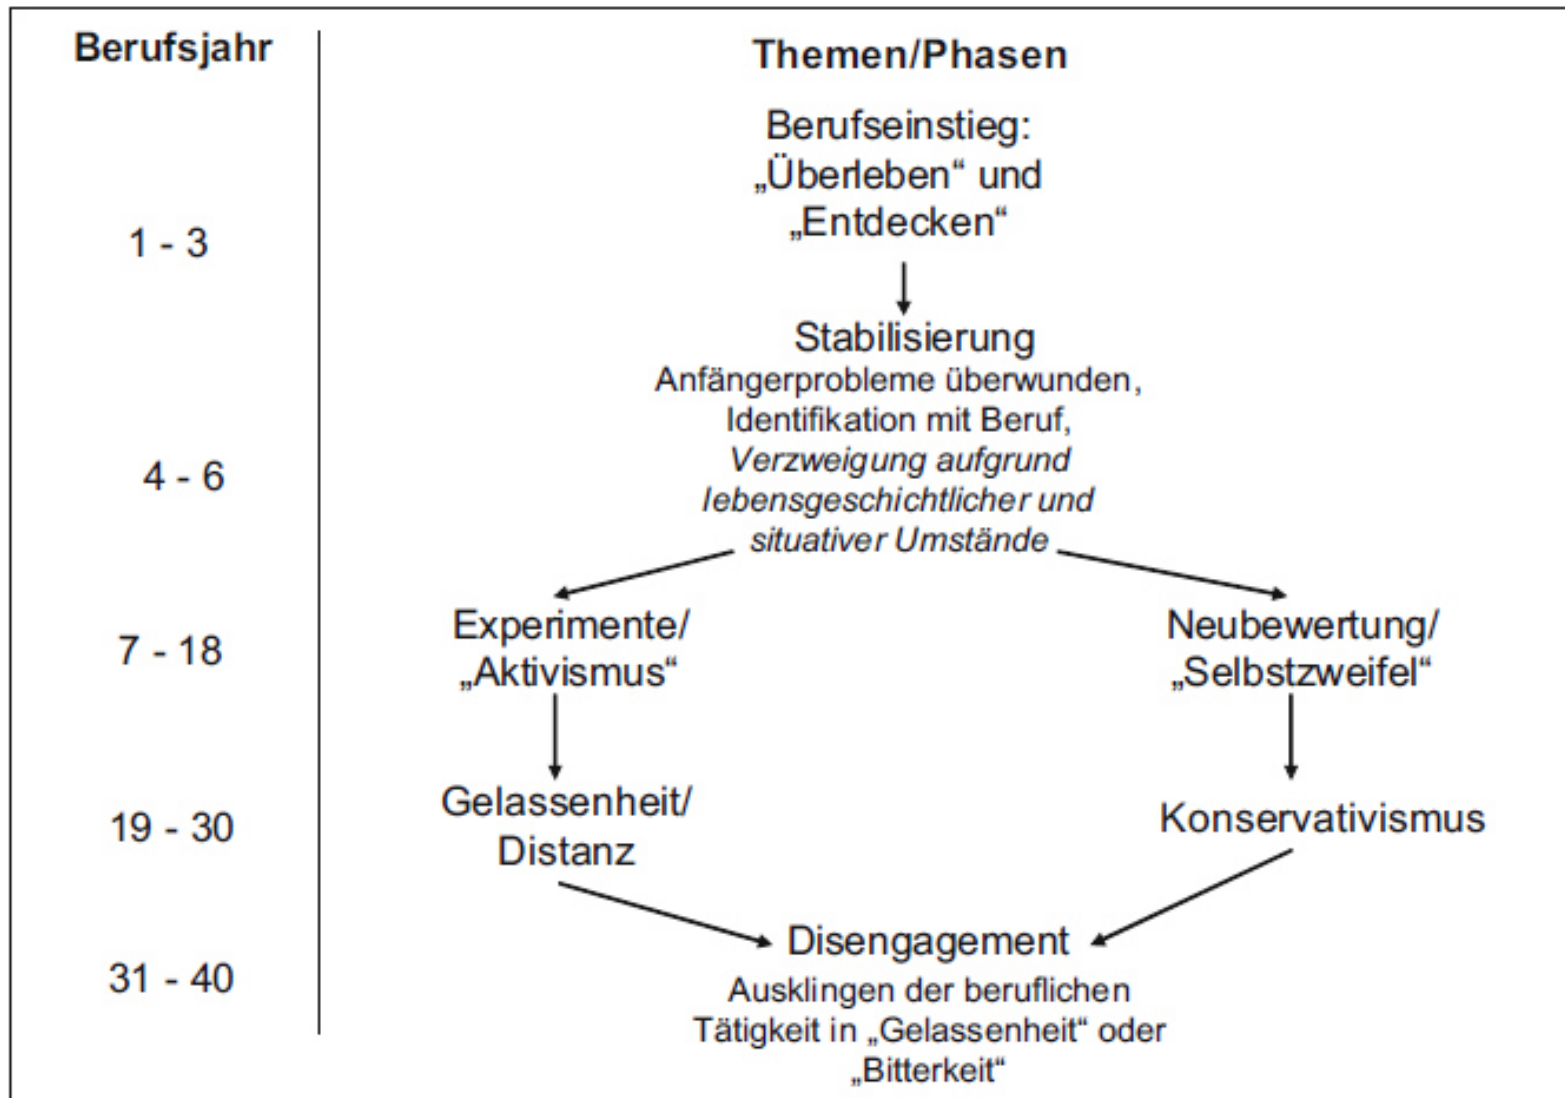 Berufsjahr
Themen/Phasen
Berufseinstieg:
„Überleben“ und
„Entdecken“
1 - 3
Stabilisierung
Anfängerprobleme überwunden,
Identifikation mit Beruf,
Verzweigung aufgrund
4 - 6
lebensgeschichtlicher und
situativer Umstände
Experimente/
„Aktivismus“
Neubewertung/
„Selbstzweifel“
7 - 18
Gelassenheit/
Distanz
Konservativismus
19 - 30
Disengagement
31 - 40
Ausklingen der beruflichen
Tätigkeit in „Gelassenheit“ oder
„Bitterkeit“